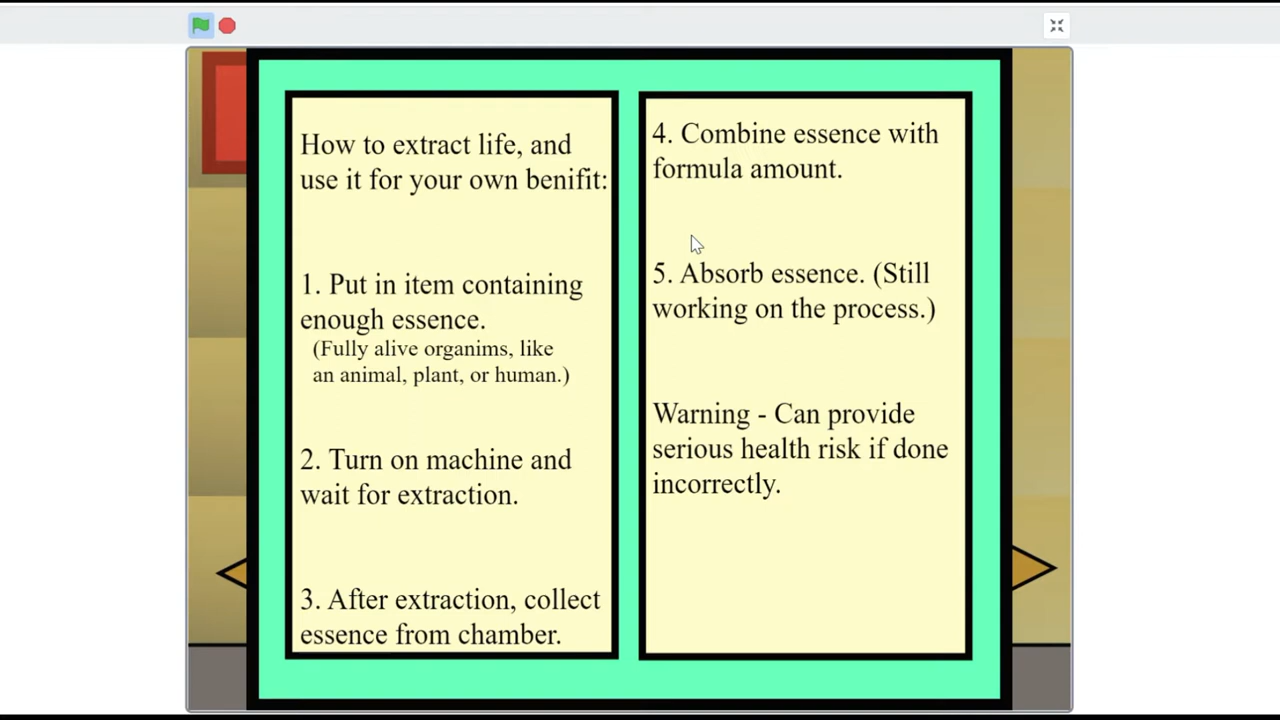 How to extract life, and
use it for your own benifit:
1. Put in item containing
enough essence.
(Fully alive organims, like
an animal, plant, or human.)
2. Turn on machine and
wait for extraction.
3. After extraction, collect
essence from chamber.
4. Combine essence with
formula amount.
5. Absorb essence. (Still
working on the process.)
Warning - Can provide
serious health risk if done
incorrectly.